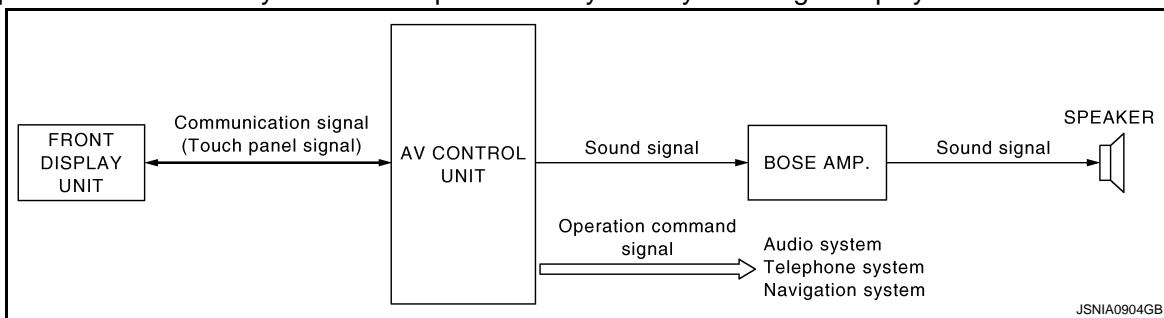 FRONT
DISPLAY
UNIT
Communication signal
(Touch panel signal)
AV CONTROL
UNIT
Sound signal
BOSE AMP.
Sound signal
SPEAKER
Operation command
signal
Audio system
Telephone system
Navigation system
JSNIA0904GB